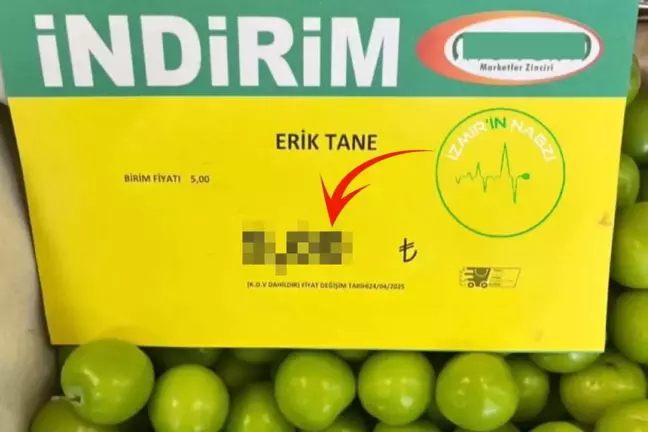 İNDİRİM
Marketler Zinciri
ERİK TANE
İZMİR'İN NABZI
BİRİM FİYATI 5,00
₺
(K.D.V DAHİLDİR) FİYAT DEĞİŞİM TARİHİ24/04/2025